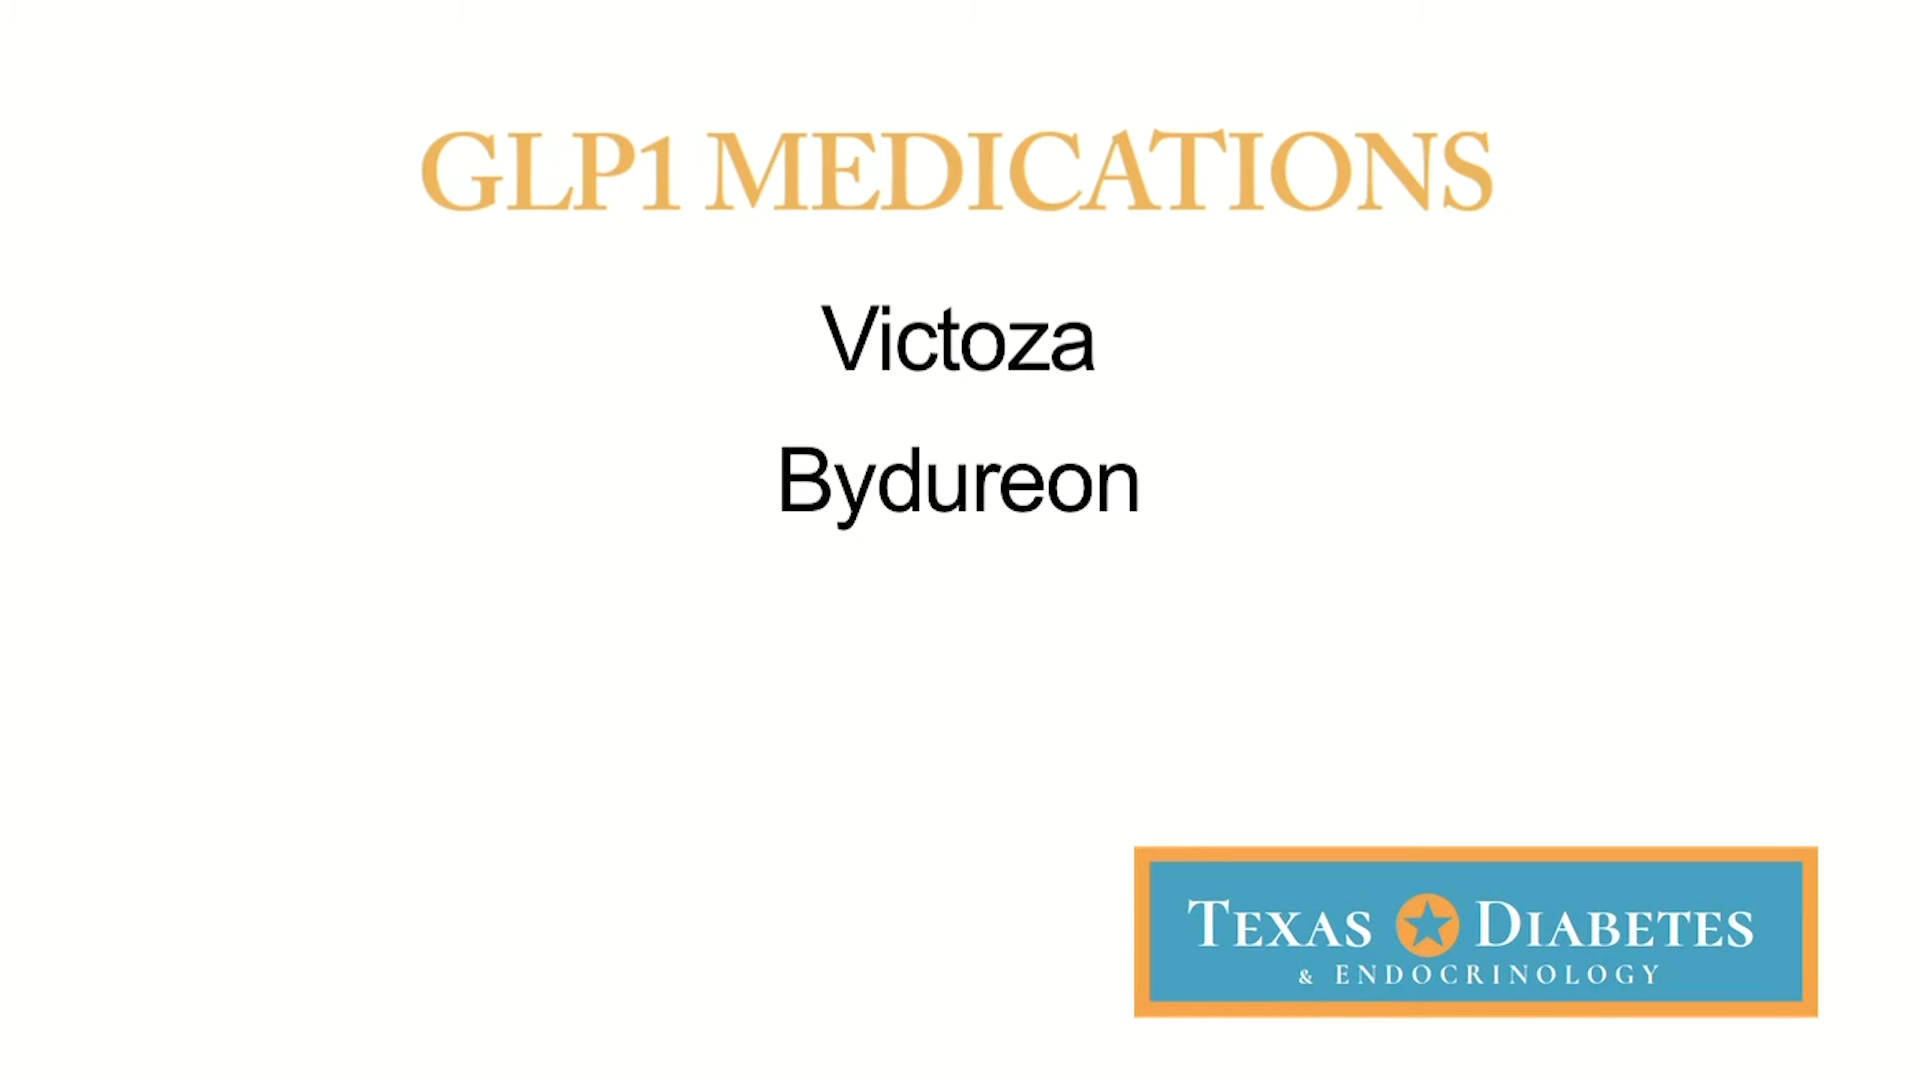 GLP1 MEDICATIONS
Victoza
Bydureon
TEXAS DIABETES
& ENDOCRINOLOGY